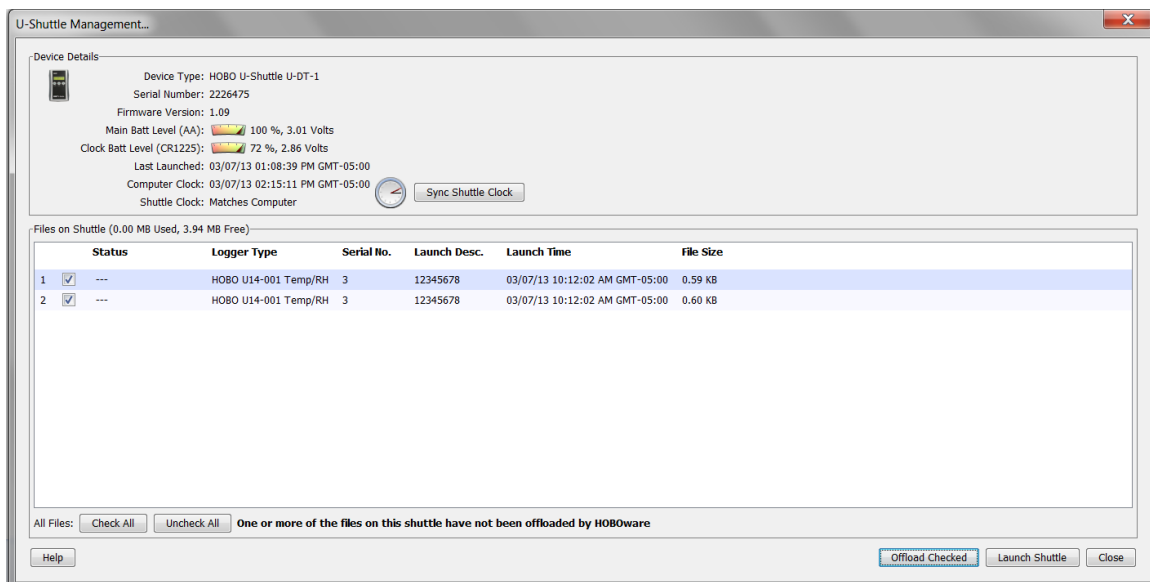 U-Shuttle Management...
Device Details
Device Type: HOBO U-Shuttle U-DT-1
Serial Number: 2226475
Firmware Version: 1.09
Main Batt Level (AA): 100 %, 3.01 Volts
Clock Batt Level (CR1225): 72 %, 2.86 Volts
Last Launched: 03/07/13 01:08:39 PM GMT-05:00
Computer Clock: 03/07/13 02:15:11 PM GMT-05:00
Sync Shuttle Clock
Shuttle Clock: Matches Computer
Files on Shuttle (0.00 MB Used, 3.94 MB Free)
Status Logger Type Serial No. Launch Desc. Launch Time File Size
1 --- HOBO U14-001 Temp/RH 3 12345678 03/07/13 10:12:02 AM GMT-05:00 0.59 KB
2 --- HOBO U14-001 Temp/RH 3 12345678 03/07/13 10:12:02 AM GMT-05:00 0.60 KB
All Files: Check All Uncheck All One or more of the files on this shuttle have not been offloaded by HOBOware
Help Offload Checked Launch Shuttle Close